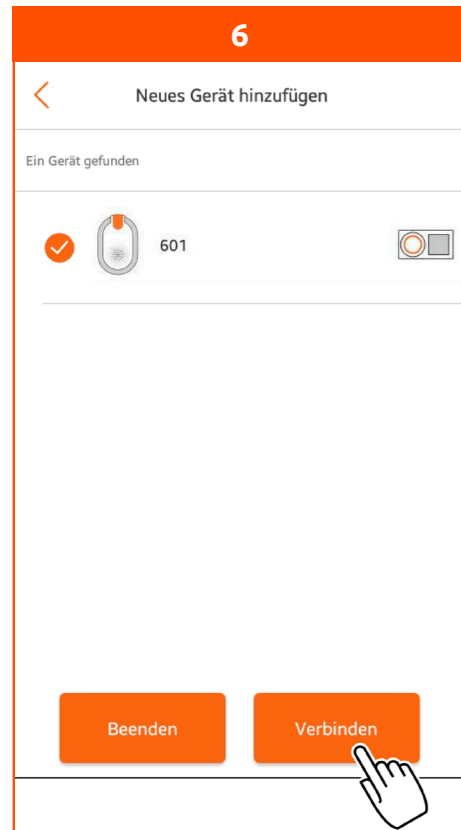 6
Neues Gerät hinzufügen
Ein Gerät gefunden
601
Beenden
Verbinden